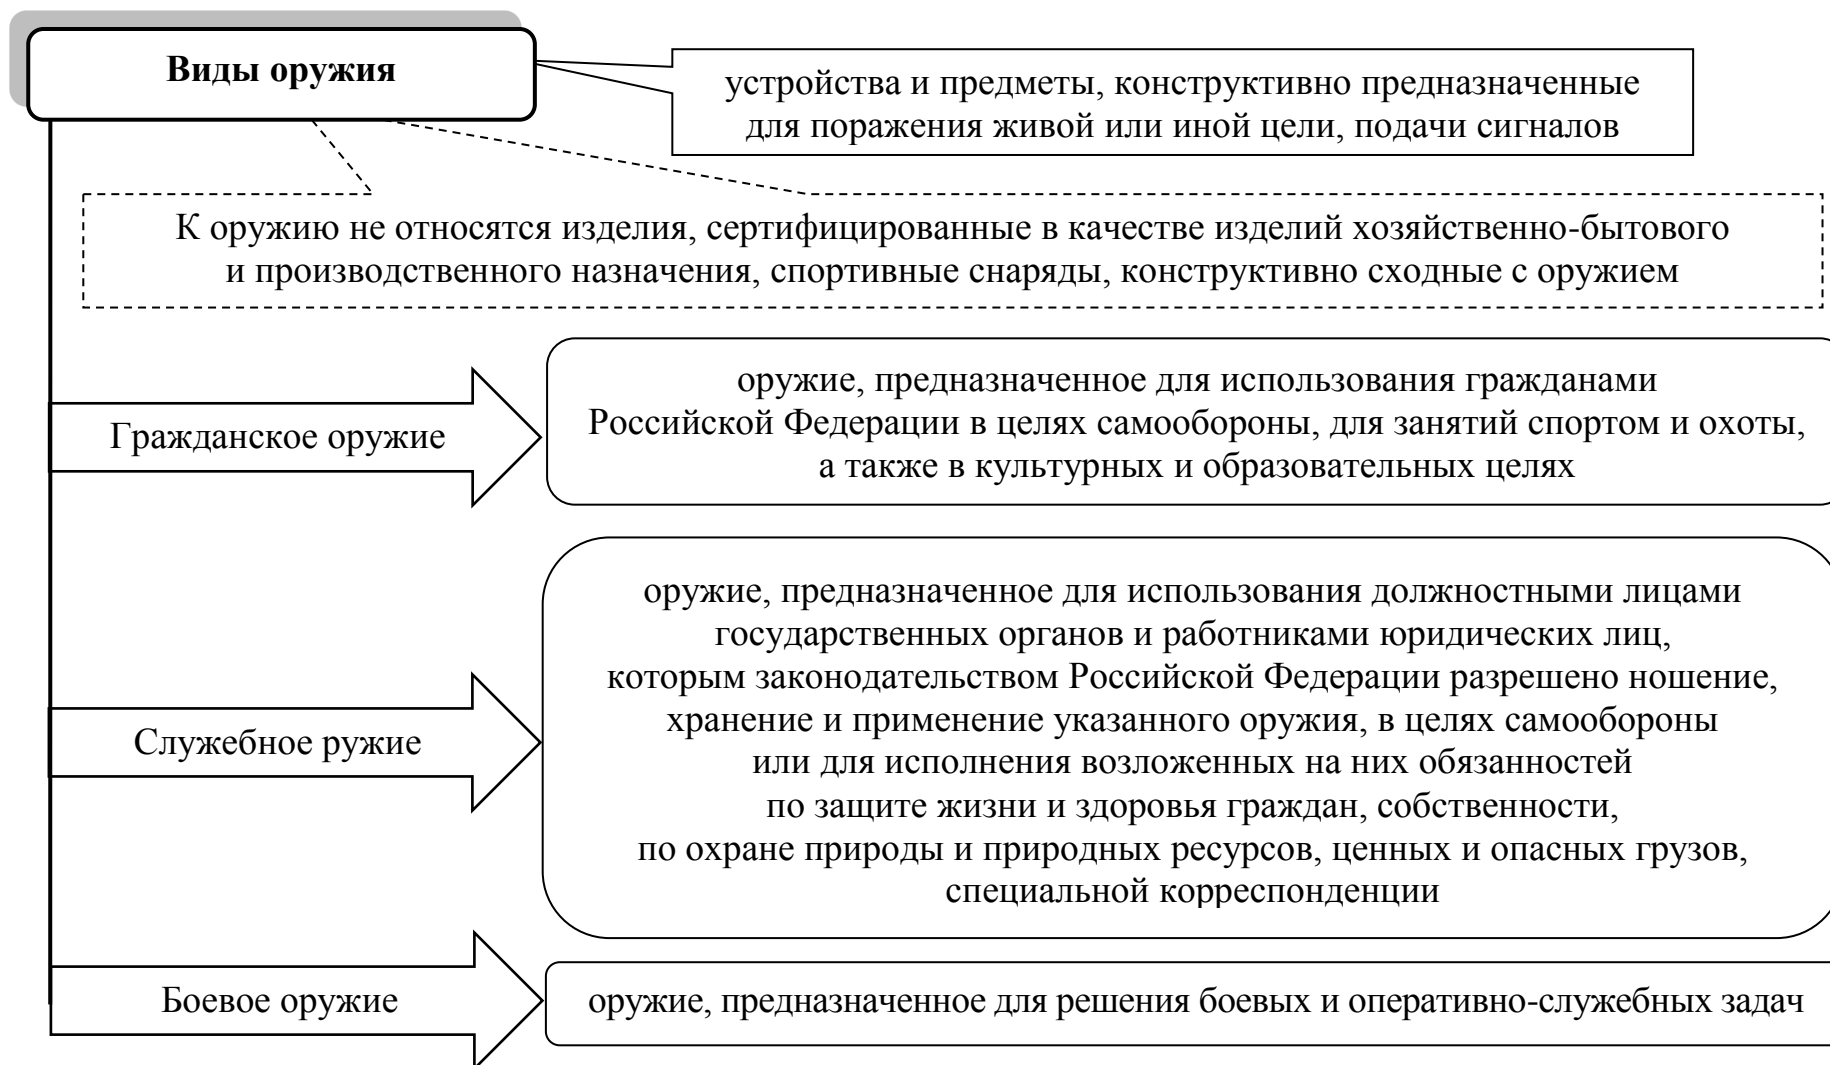 Виды оружия
устройства и предметы, конструктивно предназначенные
для поражения живой или иной цели, подачи сигналов
К оружию не относятся изделия, сертифицированные в качестве изделий хозяйственно-бытового
и производственного назначения, спортивные снаряды, конструктивно сходные с оружием
Гражданское оружие
оружие, предназначенное для использования гражданами
Российской Федерации в целях самообороны, для занятий спортом и охоты,
а также в культурных и образовательных целях
Служебное ружие
оружие, предназначенное для использования должностными лицами
государственных органов и работниками юридических лиц,
которым законодательством Российской Федерации разрешено ношение,
хранение и применение указанного оружия, в целях самообороны
или для исполнения возложенных на них обязанностей
по защите жизни и здоровья граждан, собственности,
по охране природы и природных ресурсов, ценных и опасных грузов,
специальной корреспонденции
Боевое оружие
оружие, предназначенное для решения боевых и оперативно-служебных задач